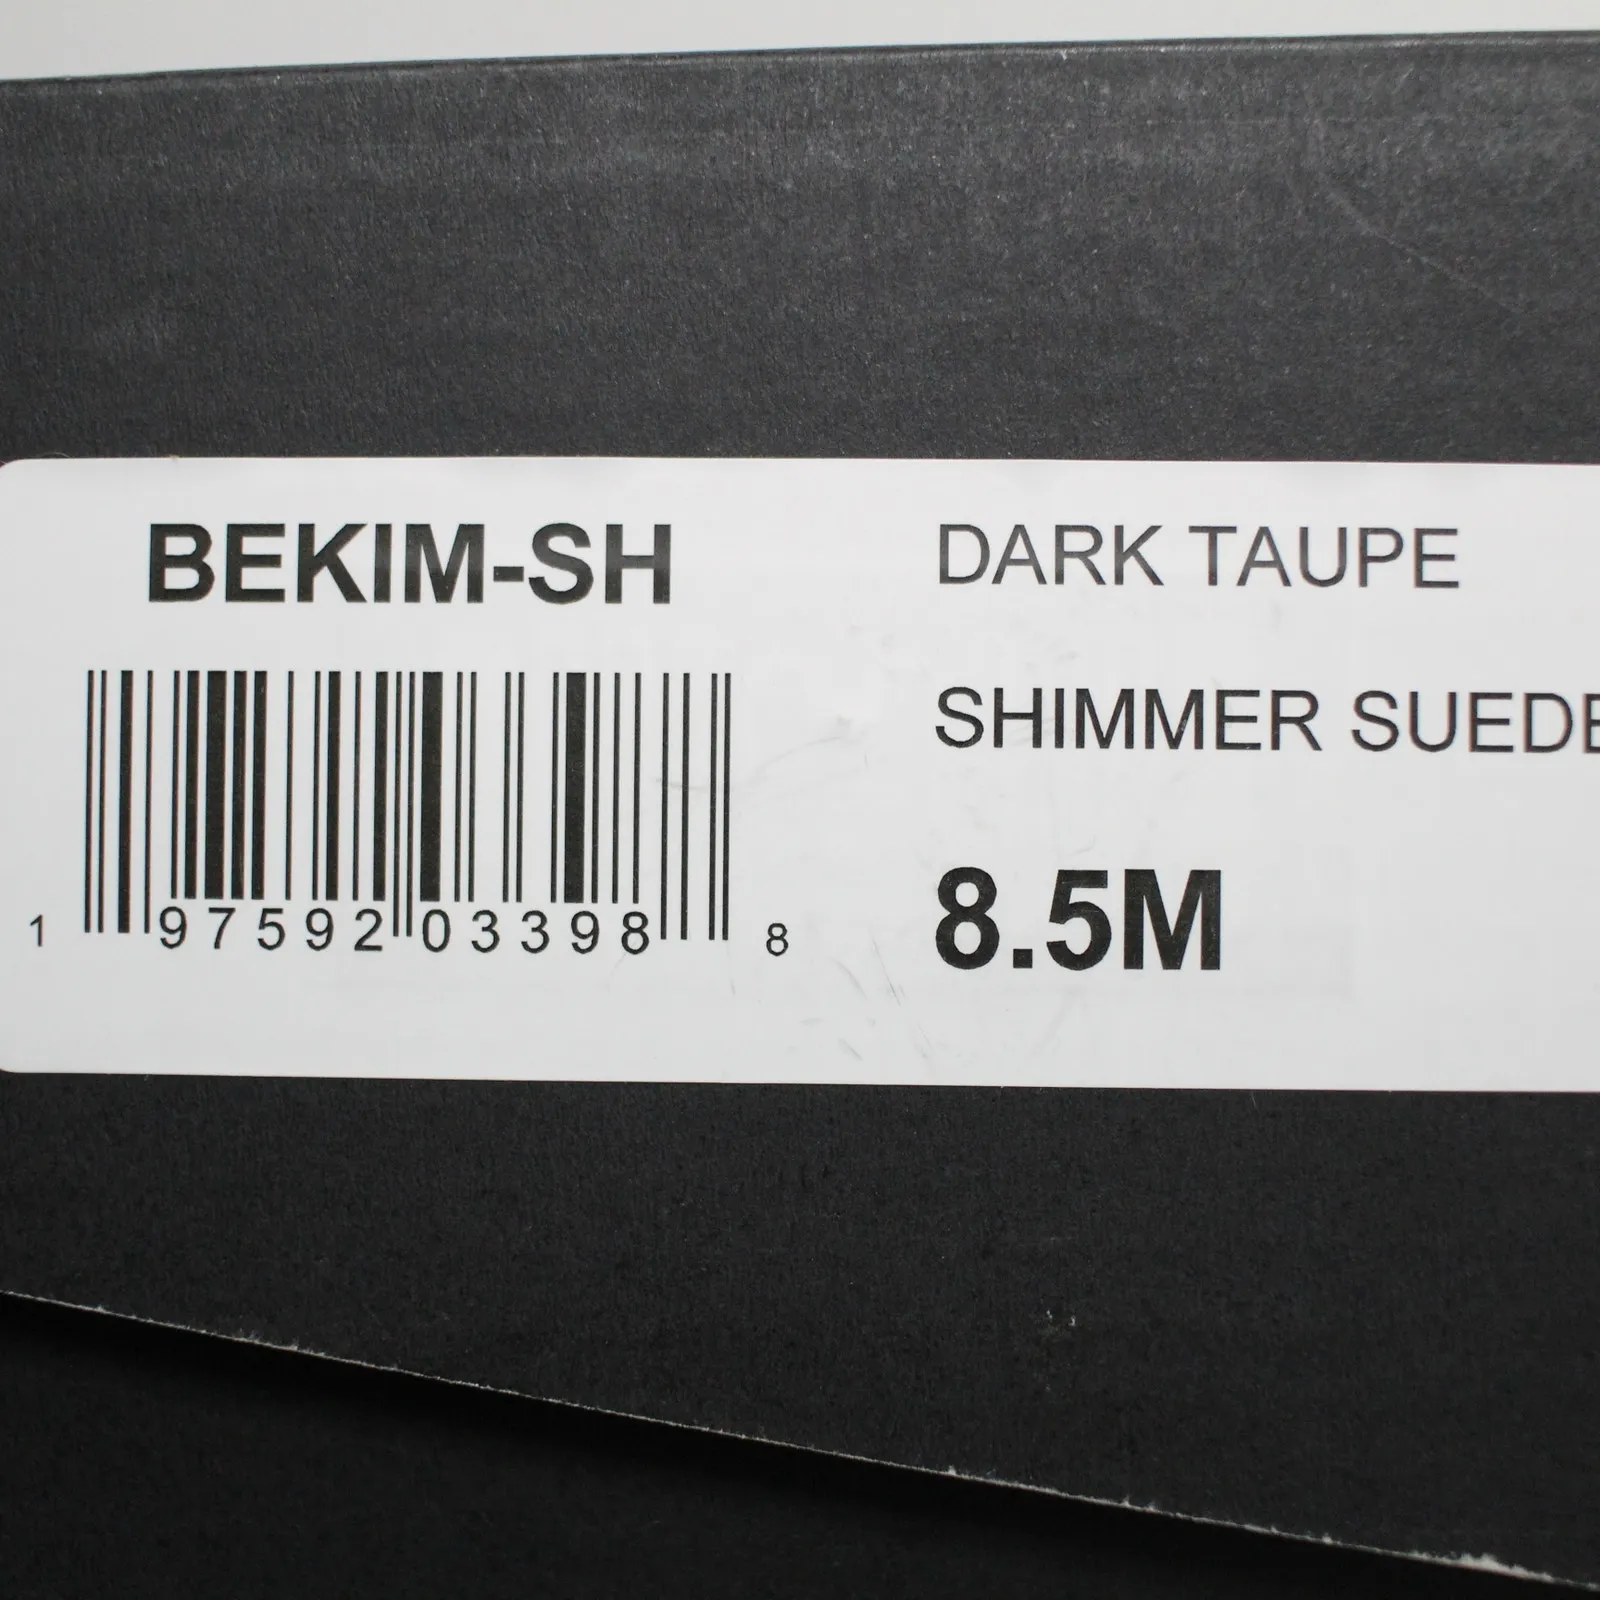 BEKIM-SH
DARK TAUPE
SHIMMER SUEDE
8.5M
1 97592 03398 8